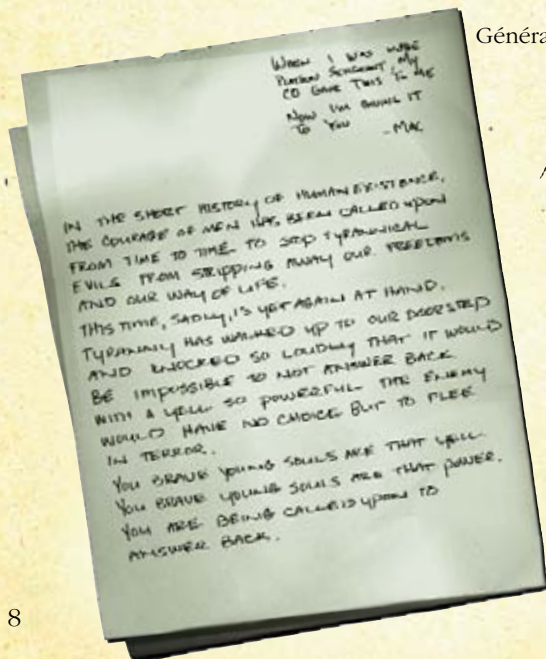 Généra
WHEN I WAS MADE
PLATOON SERGEANT, MY
CO GAVE THIS TO ME
NOW I'M GIVING IT
TO YOU -MAC
A
IN THE SHORT HISTORY OF HUMAN EXISTENCE,
THE COURAGE OF MEN HAS BEEN CALLED UPON
FROM TIME TO TIME TO STOP TYRANNICAL
EVILS FROM STRIPPING AWAY OUR FREEDOMS
AND OUR WAY OF LIFE.
THIS TIME, SADLY, IS YET AGAIN AT HAND.
TYRANNY HAS WALKED UP TO OUR DOORSTEP
AND KNOCKED SO LOUDLY THAT IT WOULD
BE IMPOSSIBLE TO NOT ANSWER BACK
WITH A YELL SO POWERFUL THE ENEMY
WOULD HAVE NO CHOICE BUT TO FLEE
IN TERROR.
YOU BRAVE YOUNG SOULS ARE THAT YELL.
YOU BRAVE YOUNG SOULS ARE THAT POWER.
YOU ARE BEING CALLED UPON TO
ANSWER BACK.
8